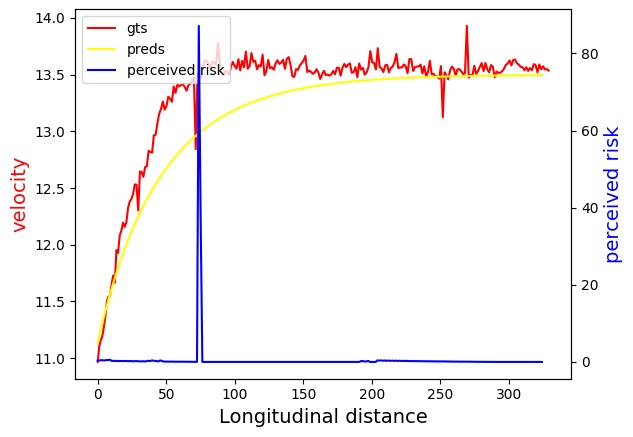 gts
preds
perceived risk
14.0
13.5
13.0
12.5
12.0
11.5
11.0
velocity
80
60
40
20
0
perceived risk
0 50 100 150 200 250 300
Longitudinal distance